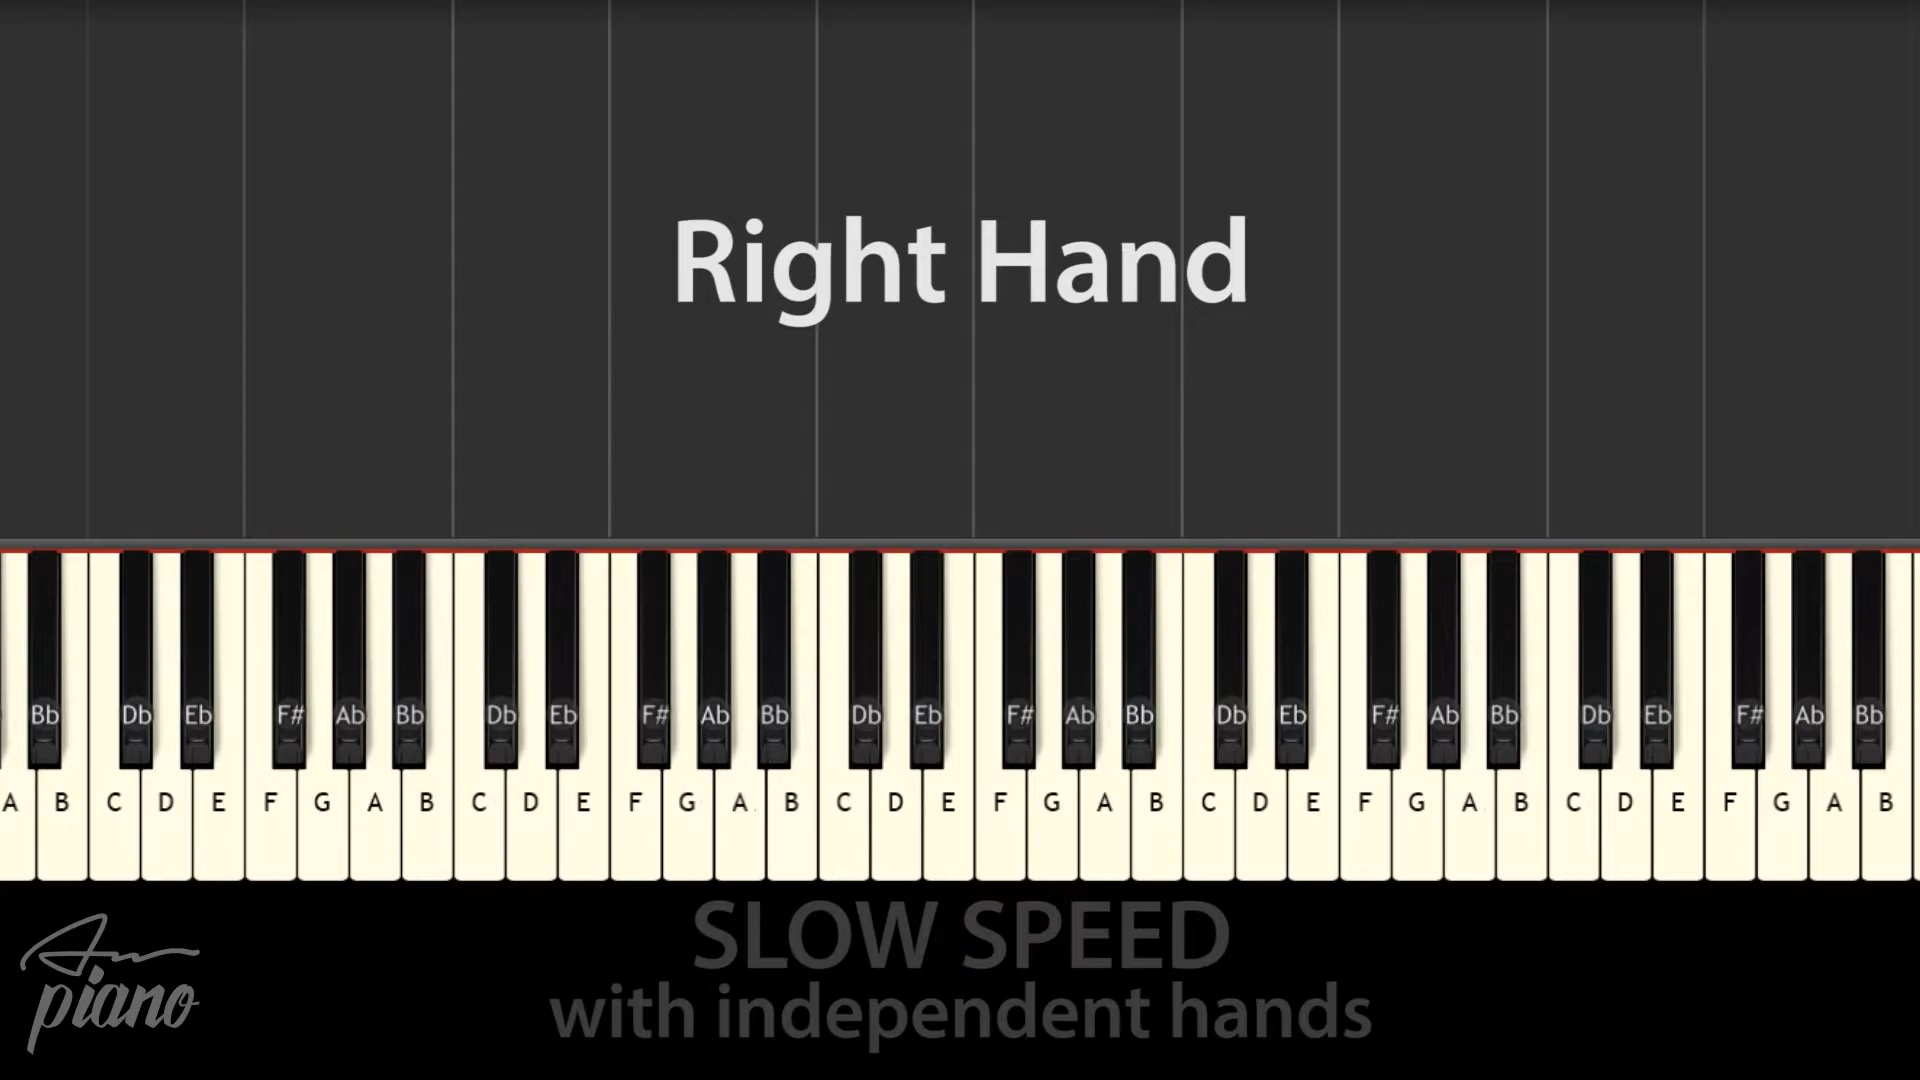 Right Hand
Bb Db Eb F# Ab Bb Db Eb F# Ab Bb Db Eb F# Ab Bb Db Eb F# Ab Bb Db Eb F# Ab Bb
A B C D E F G A B C D E F G A B C D E F G A B C D E F G A B C D E F G A B
SLOW SPEED
with independent hands
An
piano